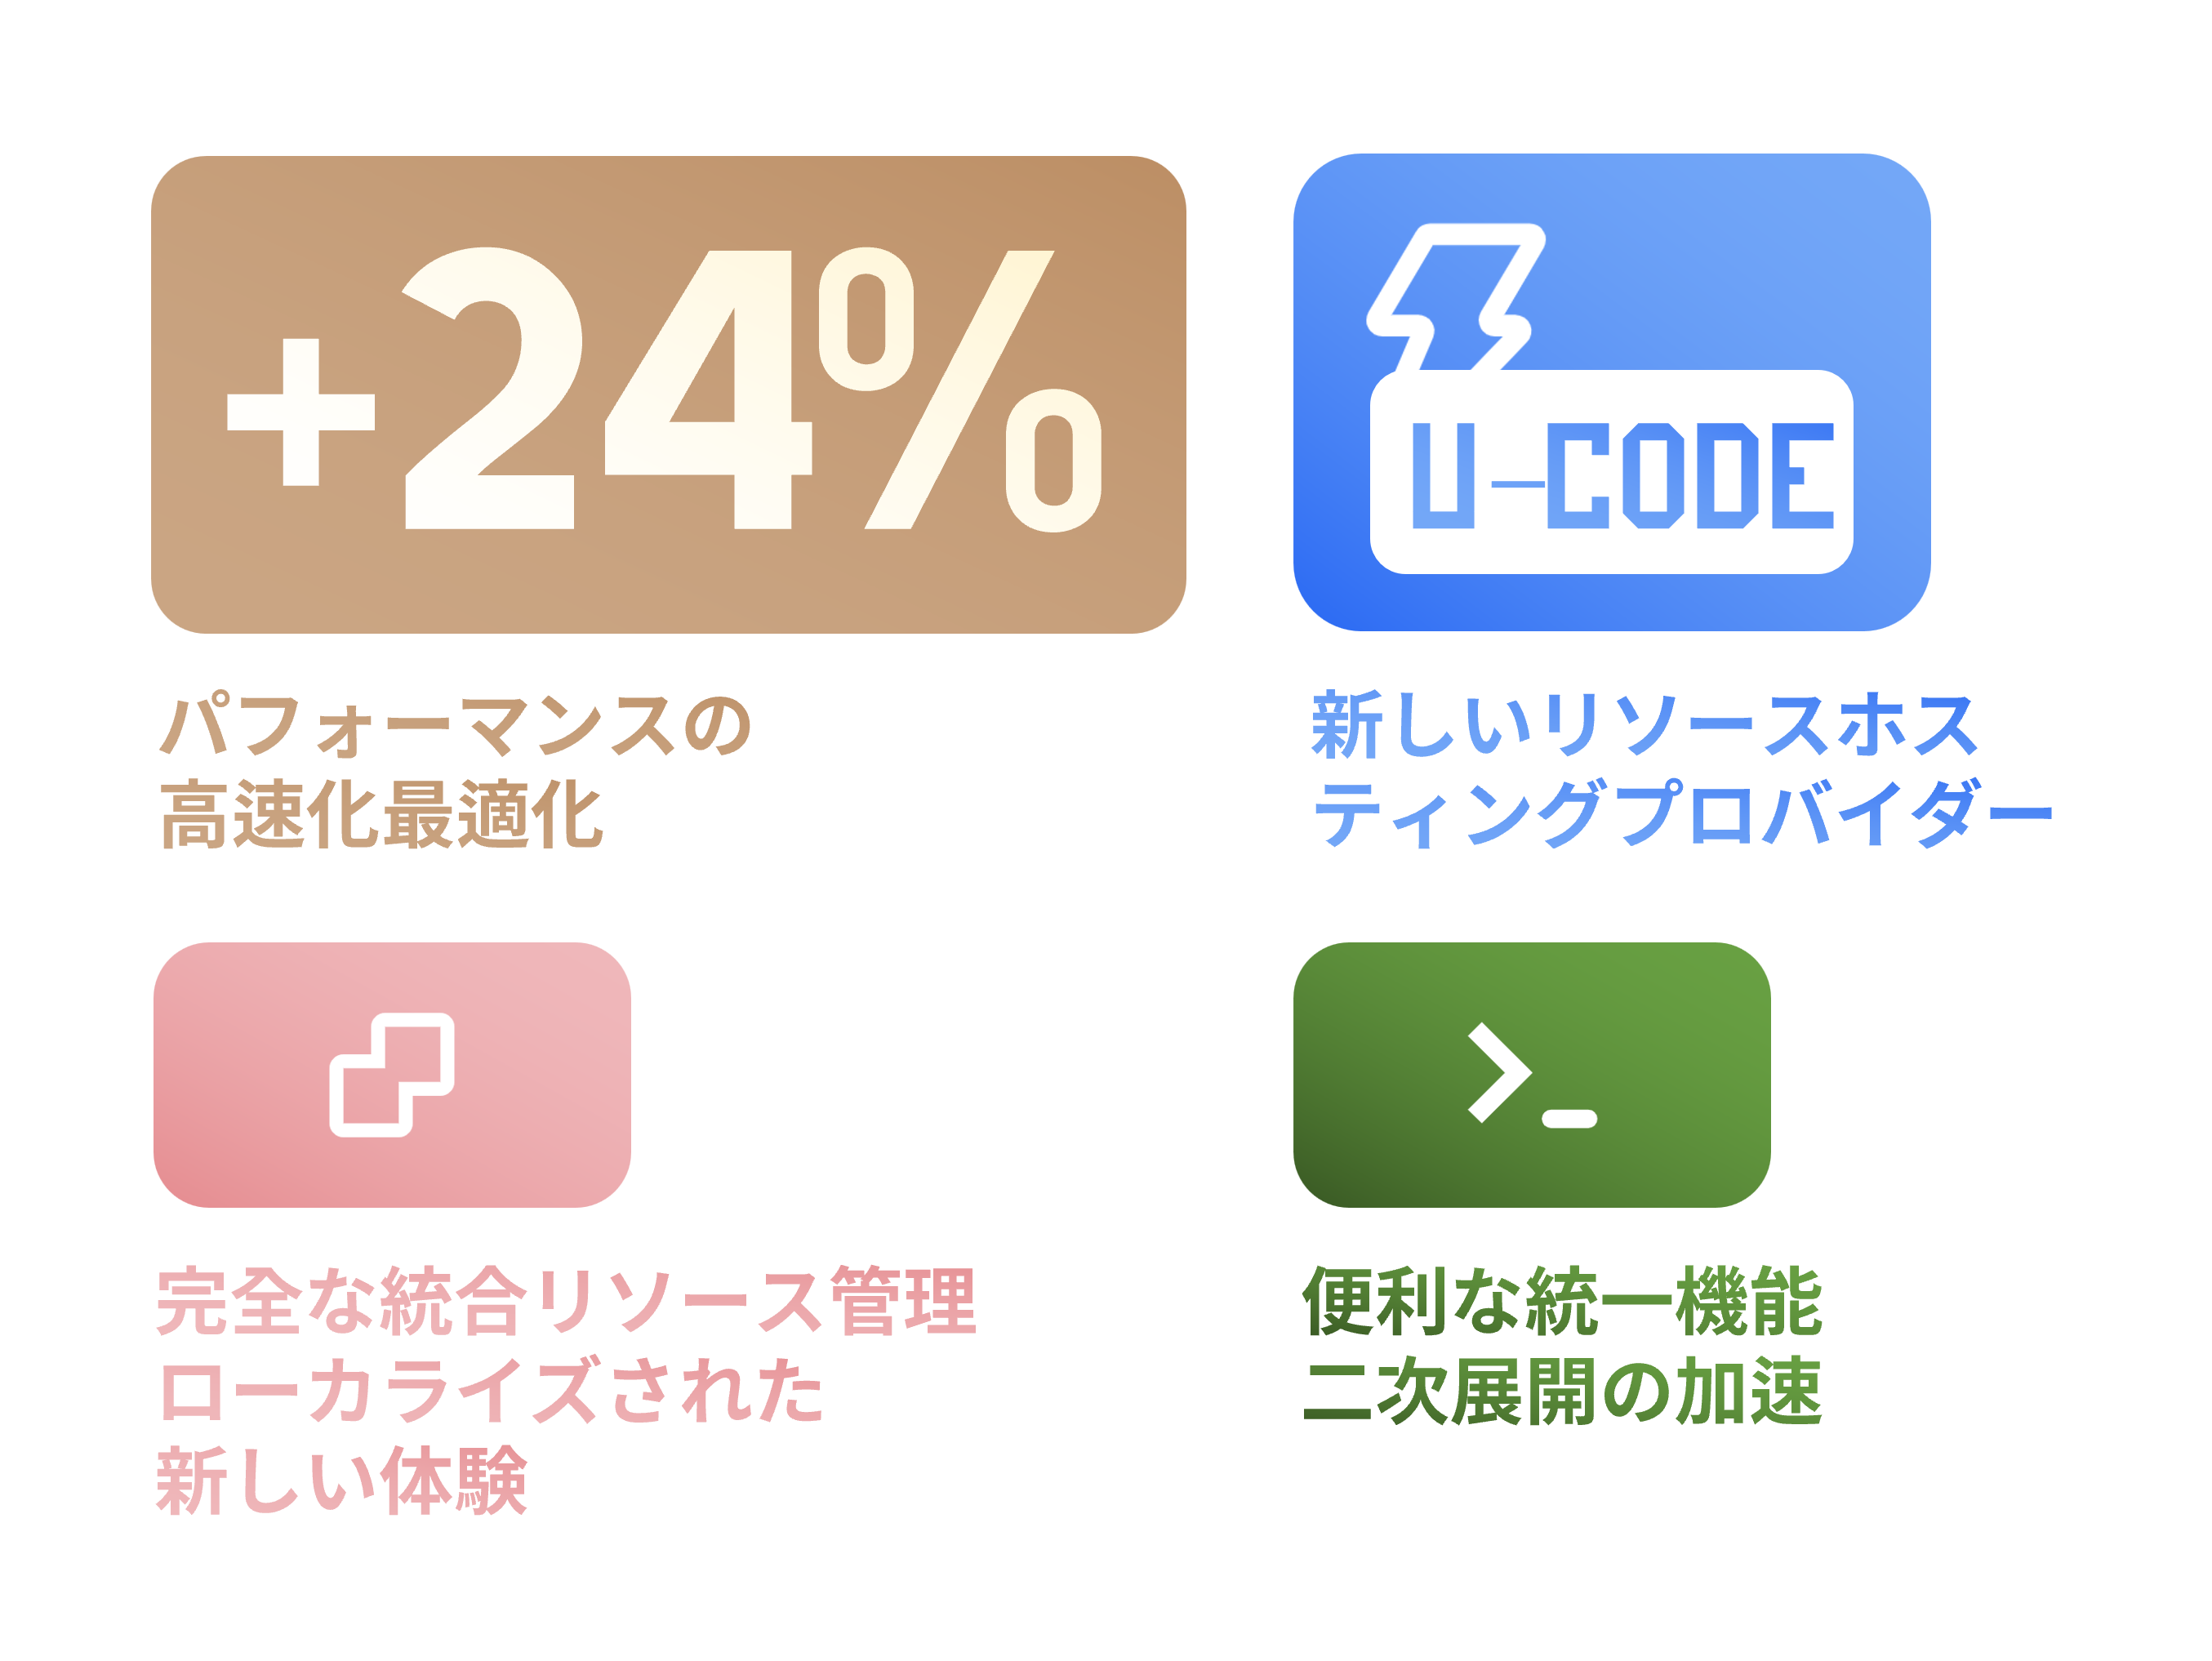 +24%
パフォーマンスの
高速化最適化
U-CODE
新しいリソースホス
ティングプロバイダー
完全な統合リソース管理
ローカライズされた
新しい体験
>_
便利な統一機能
二次展開の加速